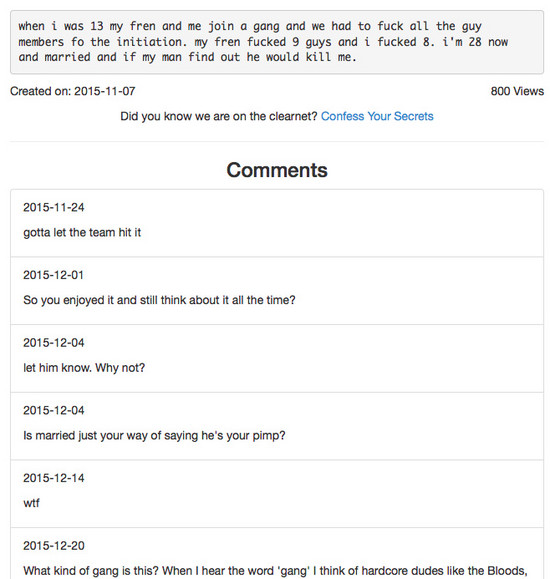 when i was 13 my fren and me join a gang and we had to fuck all the guy
members fo the initiation. my fren fucked 9 guys and i fucked 8. i'm 28 now
and married and if my man find out he would kill me.
Created on: 2015-11-07 800 Views
Did you know we are on the clearnet? Confess Your Secrets
Comments
2015-11-24
gotta let the team hit it
2015-12-01
So you enjoyed it and still think about it all the time?
2015-12-04
let him know. Why not?
2015-12-04
Is married just your way of saying he's your pimp?
2015-12-14
wtf
2015-12-20
What kind of gang is this? When I hear the word 'gang' I think of hardcore dudes like the Bloods,